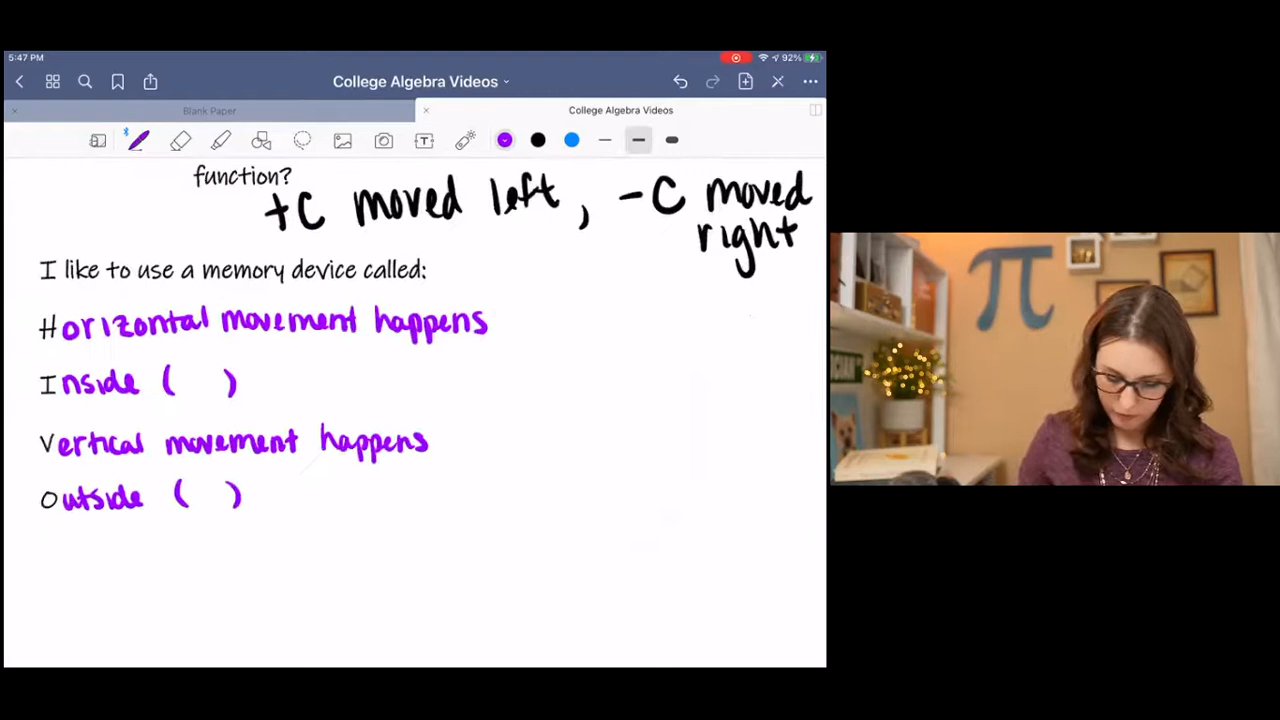 5:47 PM
92%
College Algebra Videos
Blank Paper
College Algebra Videos
function?
+C moved left, -C moved
right
I like to use a memory device called:
Horizontal movement happens
Inside ( )
Vertical movement happens
Outside ( )
π